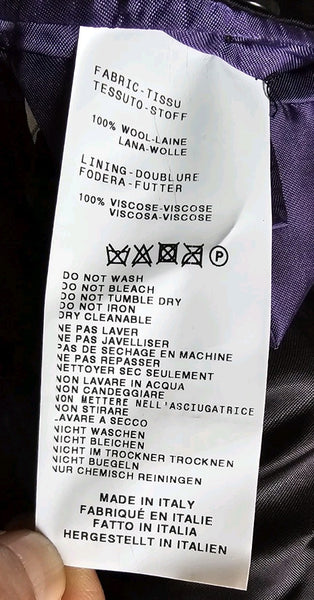 FABRIC-TISSU
TESSUTO-STOFF
100% WOOL-LAINE
LANA-WOLLE
LINING-DOUBLURE
FODERA-FUTTER
100% VISCOSE-VISCOSE
VISCOSA-VISCOSE
P
DO NOT WASH
DO NOT BLEACH
DO NOT TUMBLE DRY
DO NOT IRON
DRY CLEANABLE
NE PAS LAVER
NE PAS JAVELLISER
PAS DE SECHAGE EN MACHINE
NE PAS REPASSER
NETTOYER SEC SEULEMENT
NON LAVARE IN ACQUA
NON CANDEGGIARE
NON METTERE NELL'ASCIUGATRICE
NON STIRARE
LAVARE A SECCO
NICHT WASCHEN
NICHT BLEICHEN
NICHT IM TROCKNER TROCKNEN
NICHT BUEGELN
NUR CHEMISCH REININGEN
MADE IN ITALY
FABRIQUÉ EN ITALIE
FATTO IN ITALIA
HERGESTELLT IN ITALIEN